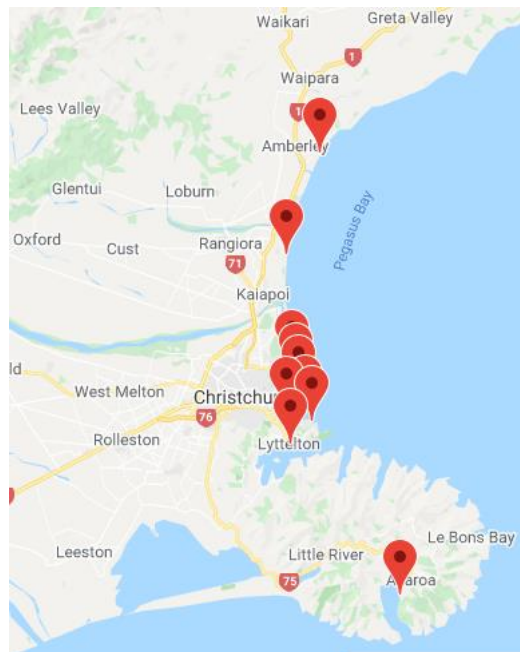 Waikari
Greta Valley
1
Waipara
Lees Valley
1
Amberley
Glentui
Loburn
Pegasus Bay
Oxford
Cust
Rangiora
71
Kaiapoi
West Melton
Christchur
76
Rolleston
Lyttelton
Le Bons Bay
Leeston
Little River
75